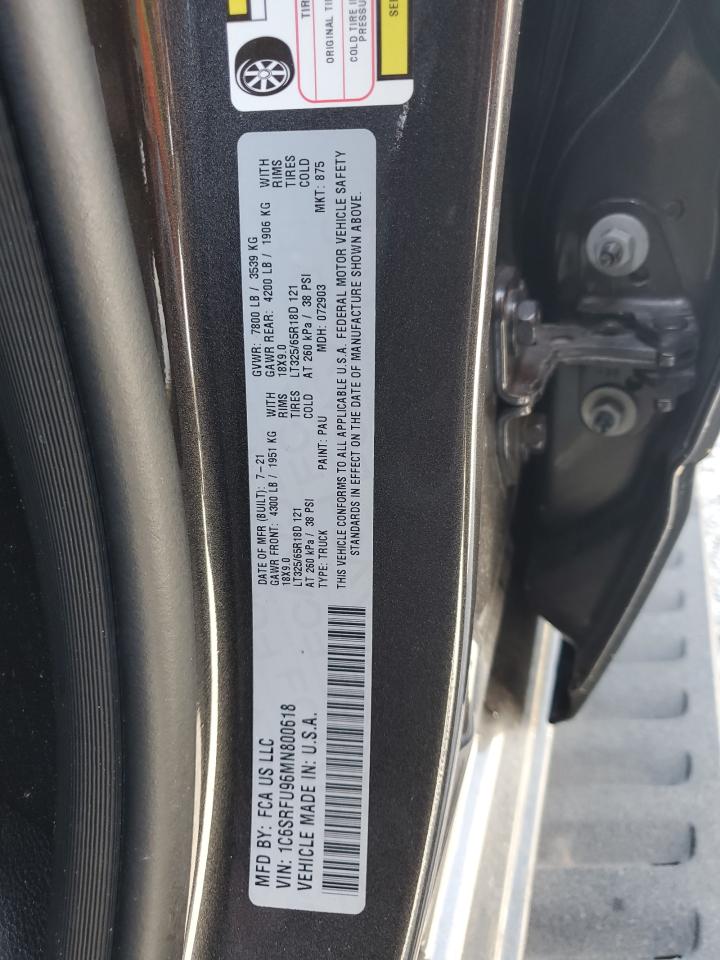 TIR
ORIGINAL TI
COLD TIRE I
PRESSU
SE
DATE OF MFR (BUILT): 7-21 GVWR: 7800 LB / 3539 KG
GAWR FRONT: 4300 LB / 1951 KG WITH GAWR REAR: 4200 LB / 1906 KG WITH
18X9.0 RIMS 18X9.0 RIMS
LT325/65R18D 121 TIRES LT325/65R18D 121 TIRES
AT 260 kPa / 38 PSI COLD AT 260 kPa / 38 PSI COLD
TYPE: TRUCK PAINT: PAU MDH: 072903 MKT: 875
THIS VEHICLE CONFORMS TO ALL APPLICABLE U.S.A. FEDERAL MOTOR VEHICLE SAFETY
STANDARDS IN EFFECT ON THE DATE OF MANUFACTURE SHOWN ABOVE.
MFD BY: FCA US LLC
VIN: 1C6SRFU96MN800618
VEHICLE MADE IN: U.S.A.